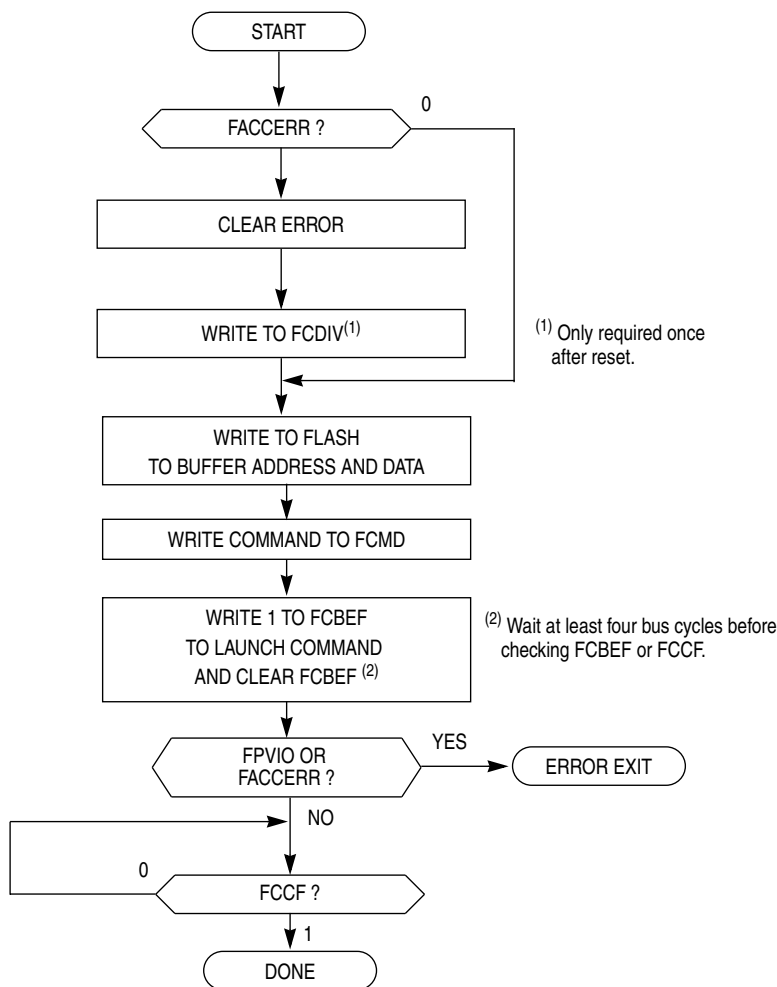 START
0
FACCERR ?
CLEAR ERROR
WRITE TO FCDIV(1)
(1) Only required once
after reset.
WRITE TO FLASH
TO BUFFER ADDRESS AND DATA
WRITE COMMAND TO FCMD
WRITE 1 TO FCBEF
TO LAUNCH COMMAND
AND CLEAR FCBEF (2)
(2) Wait at least four bus cycles before
checking FCBEF or FCCF.
FPVIO OR
FACCERR ?
YES
ERROR EXIT
NO
0
FCCF ?
1
DONE